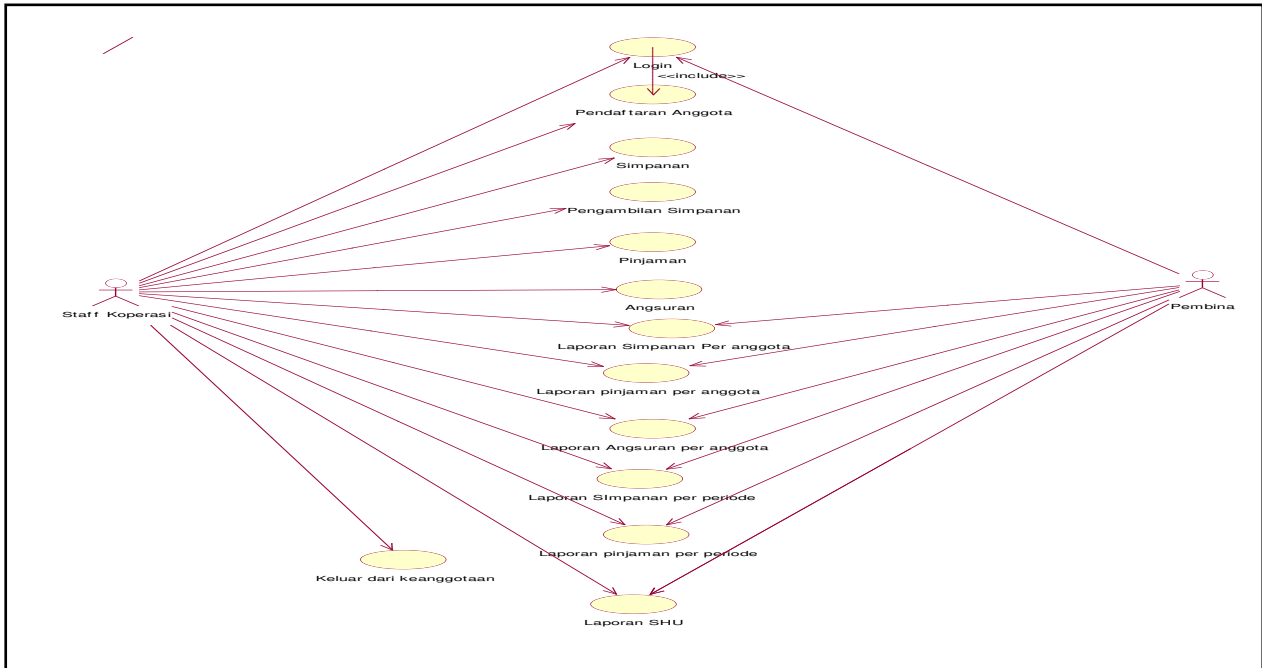 Login
<<include>>
Pendaftaran Anggota
Simpanan
Pengambilan Simpanan
Pinjaman
Angsuran
Staff Koperasi
Pembina
Laporan Simpanan Per anggota
Laporan pinjaman per anggota
Laporan Angsuran per anggota
Laporan SImpanan per periode
Laporan pinjaman per periode
Keluar dari keanggotaan
Laporan SHU